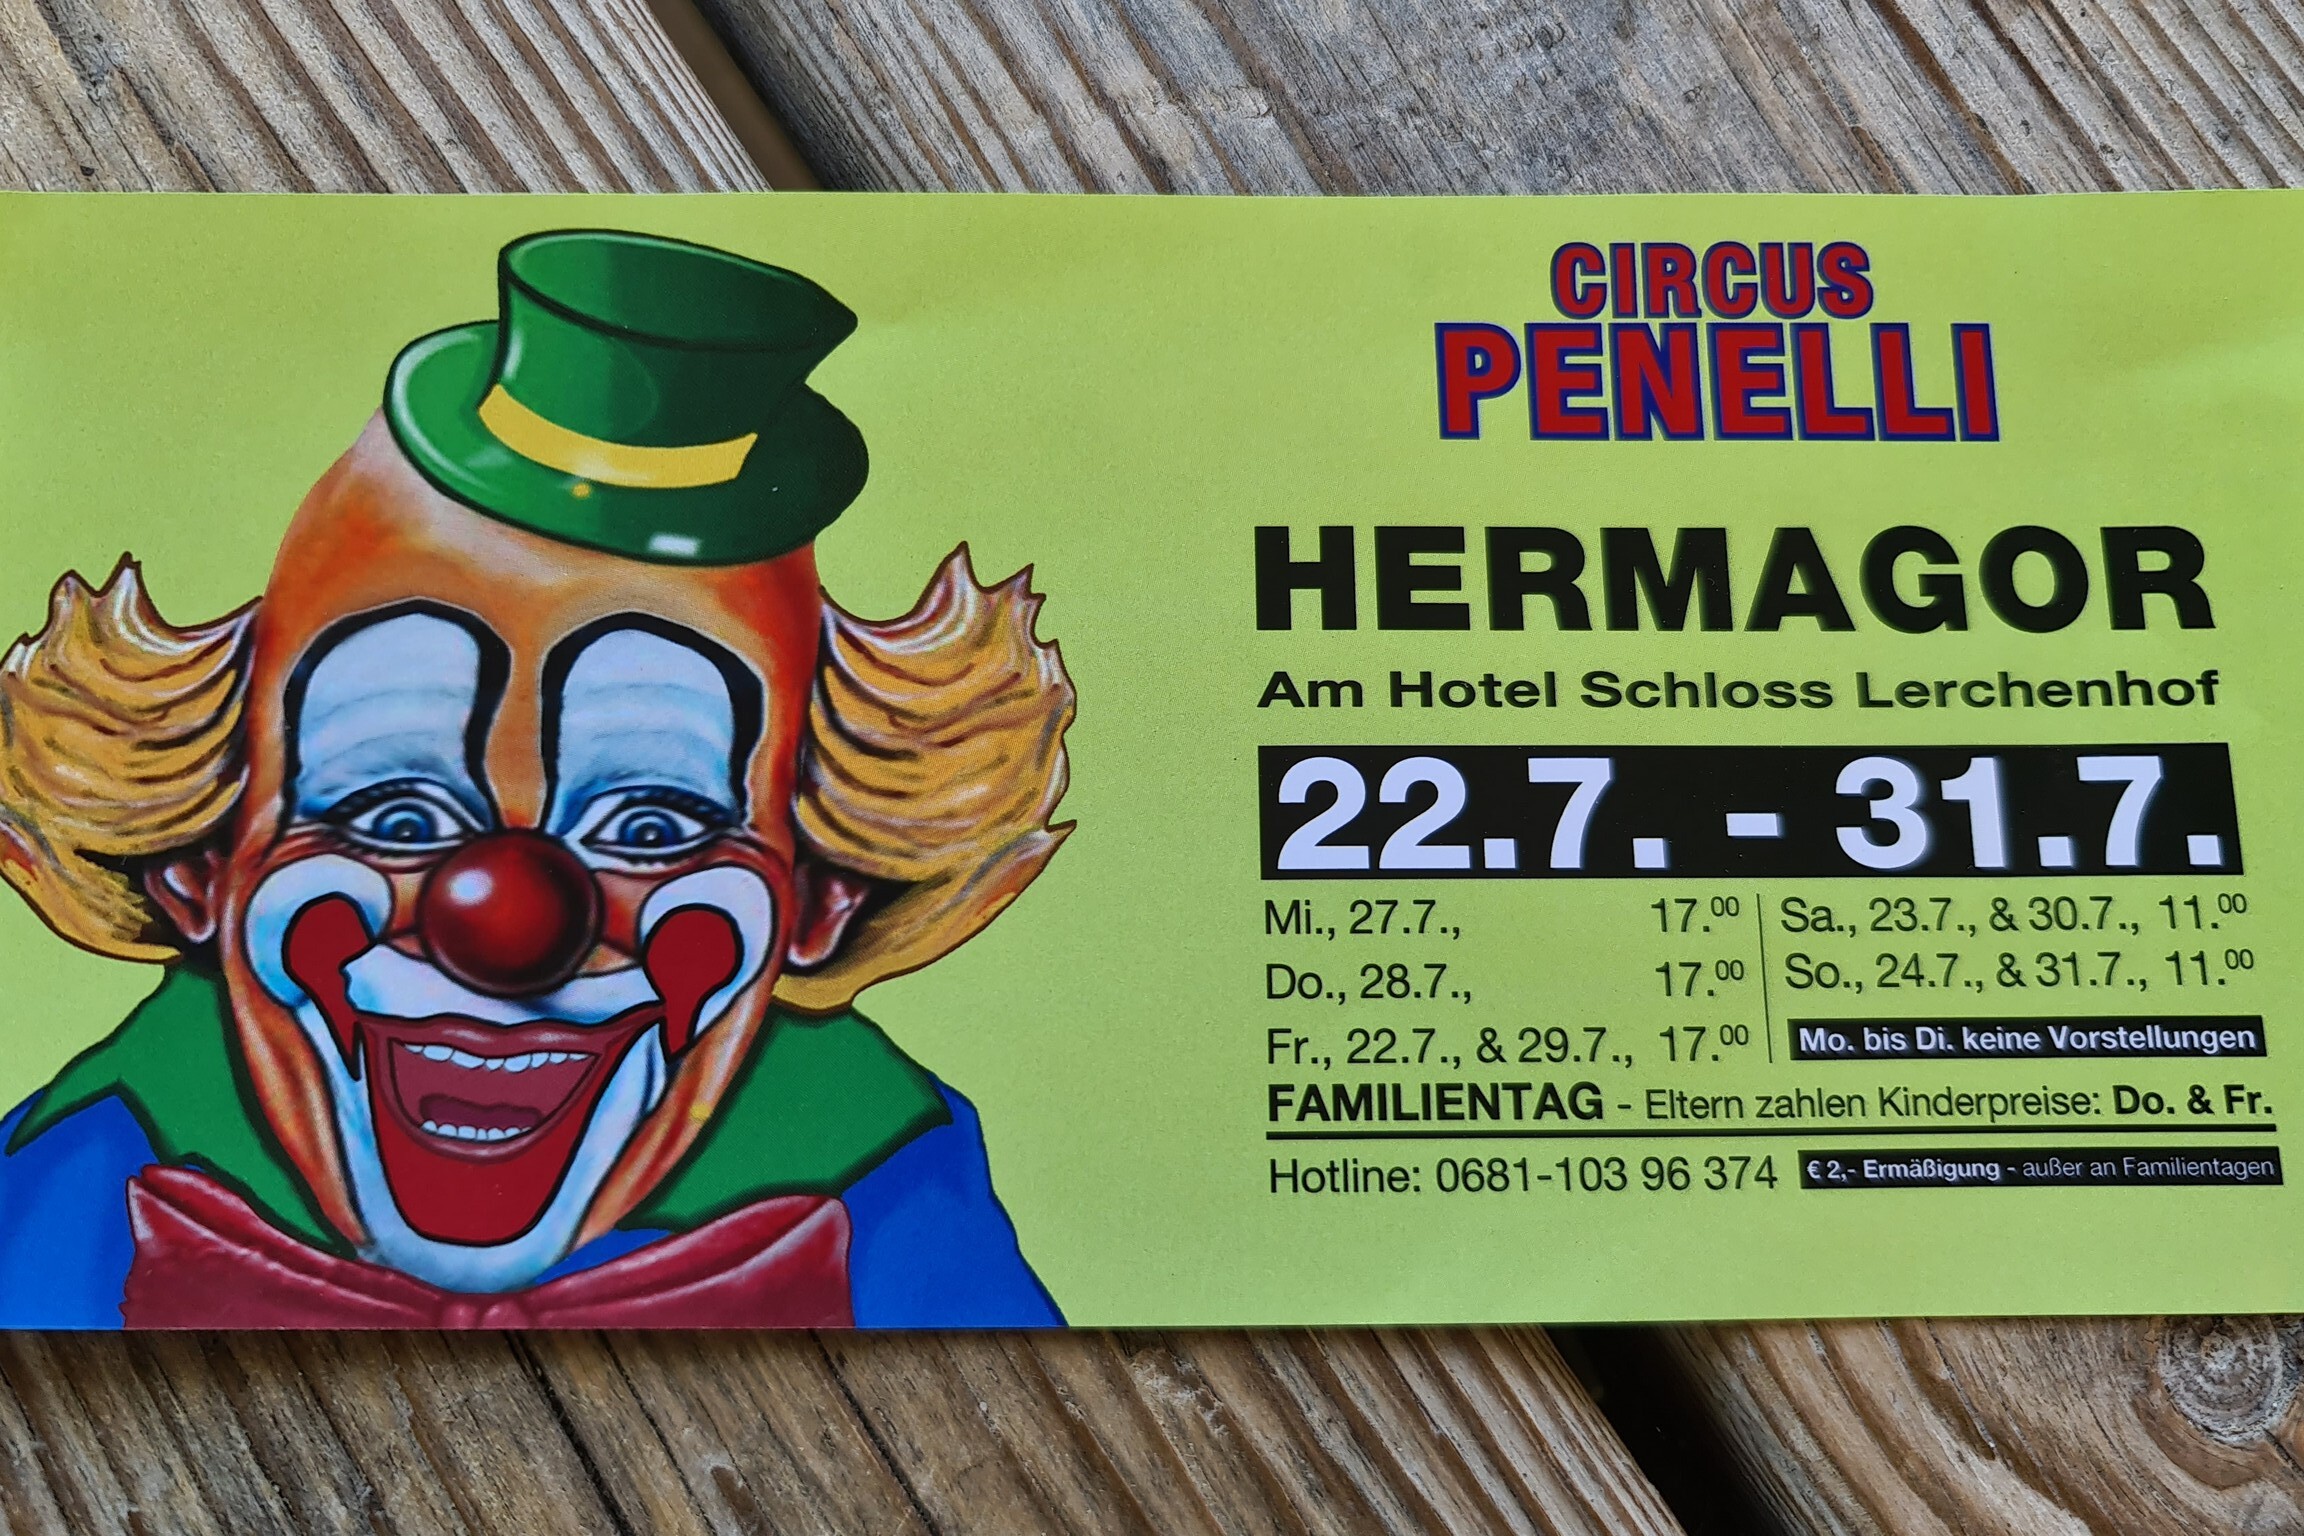 CIRCUS
PENELLI
HERMAGOR
Am Hotel Schloss Lerchenhof
22.7. - 31.7.
Mi., 27.7., 17.00
Do., 28.7., 17.00
Fr., 22.7., & 29.7., 17.00
Sa., 23.7., & 30.7., 11.00
So., 24.7., & 31.7., 11.00
Mo. bis Di. keine Vorstellungen
FAMILIENTAG - Eltern zahlen Kinderpreise: Do. & Fr.
Hotline: 0681-103 96 374
€ 2,- Ermäßigung - außer an Familientagen